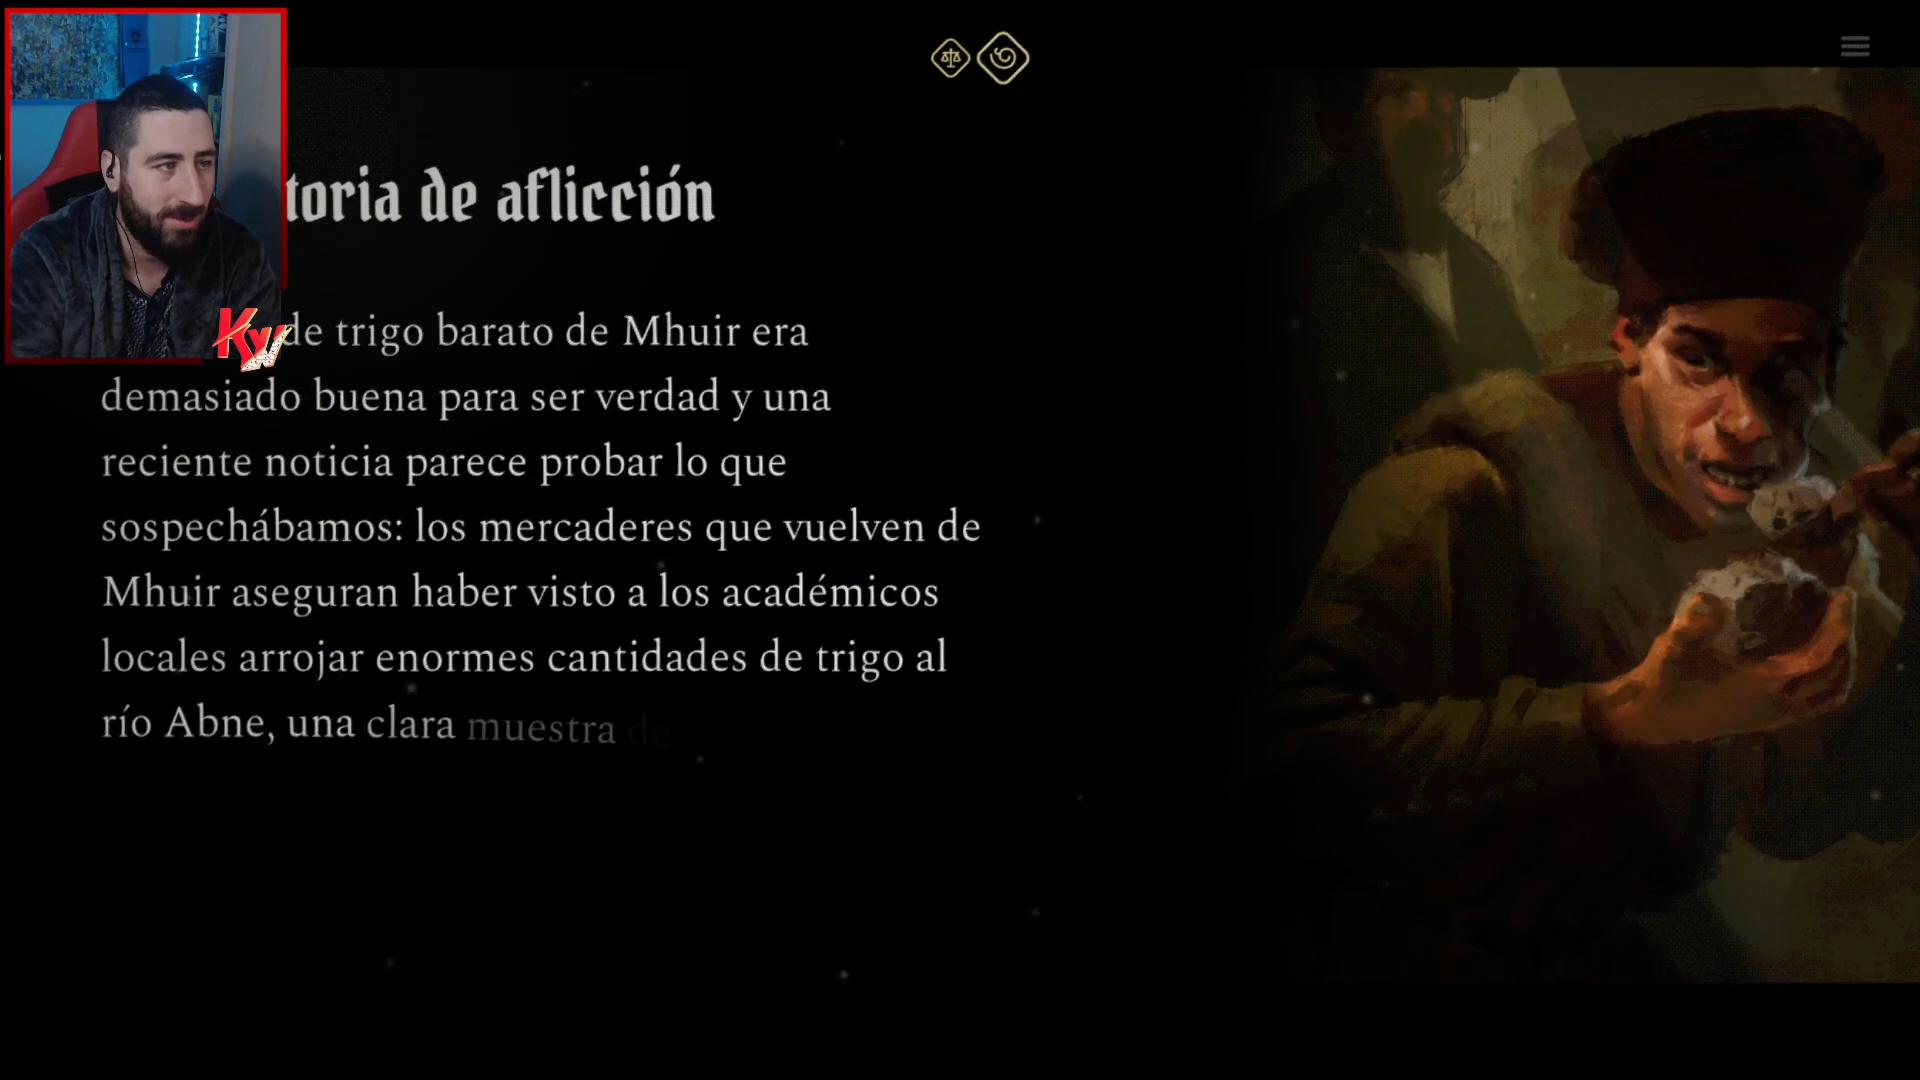 toria de aflicción
KW
de trigo barato de Mhuir era
demasiado buena para ser verdad y una
reciente noticia parece probar lo que
sospechábamos: los mercaderes que vuelven de
Mhuir aseguran haber visto a los académicos
locales arrojar enormes cantidades de trigo al
río Abne, una clara muestra de